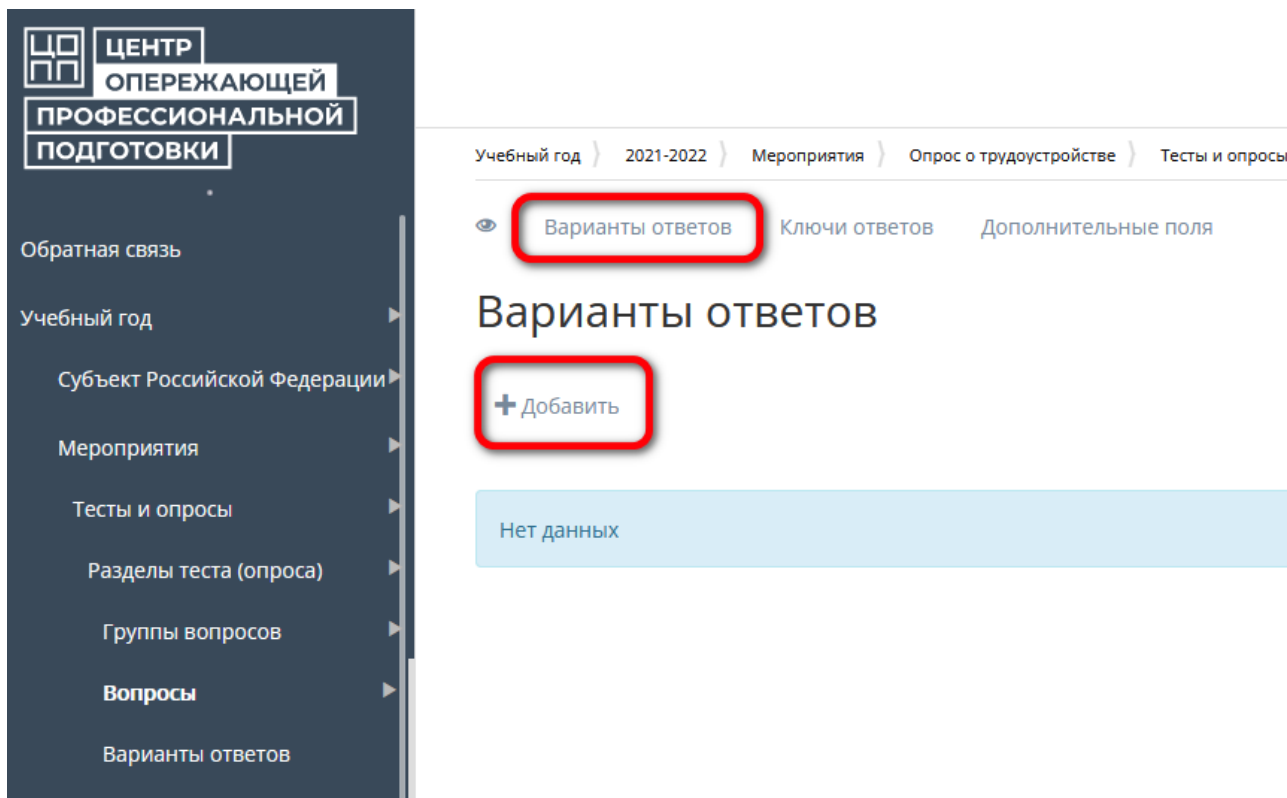 ЦО
ПП
ЦЕНТР
ОПЕРЕЖАЮЩЕЙ
ПРОФЕССИОНАЛЬНОЙ
ПОДГОТОВКИ
Обратная связь
Учебный год
Субъект Российской Федерации
Мероприятия
Тесты и опросы
Разделы теста (опроса)
Группы вопросов
Вопросы
Варианты ответов
Учебный год 2021-2022 Мероприятия Опрос о трудоустройстве Тесты и опросы
Варианты ответов Ключи ответов Дополнительные поля
Варианты ответов
+ Добавить
Нет данных